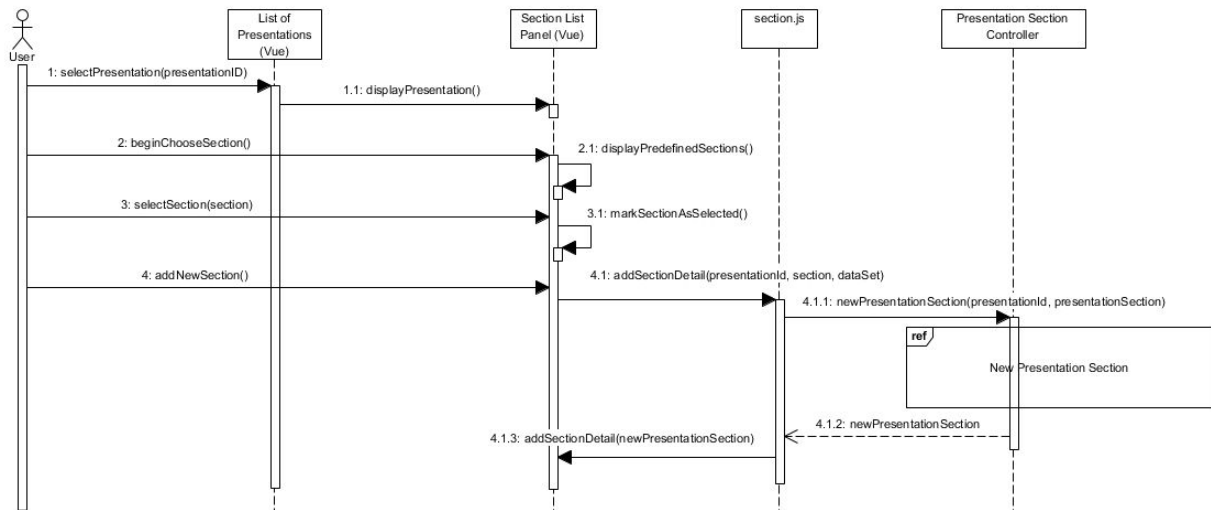 List of
Presentations
(Vue)
Section List
Panel (Vue)
section.js
Presentation Section
Controller
User
1: selectPresentation(presentationID)
1.1: displayPresentation()
2: beginChooseSection()
2.1: displayPredefinedSections()
3: selectSection(section)
3.1: markSectionAsSelected()
4: addNewSection()
4.1: addSectionDetail(presentationId, section, dataSet)
4.1.1: newPresentationSection(presentationId, presentationSection)
ref
New Presentation Section
4.1.2: newPresentationSection
4.1.3: addSectionDetail(newPresentationSection)